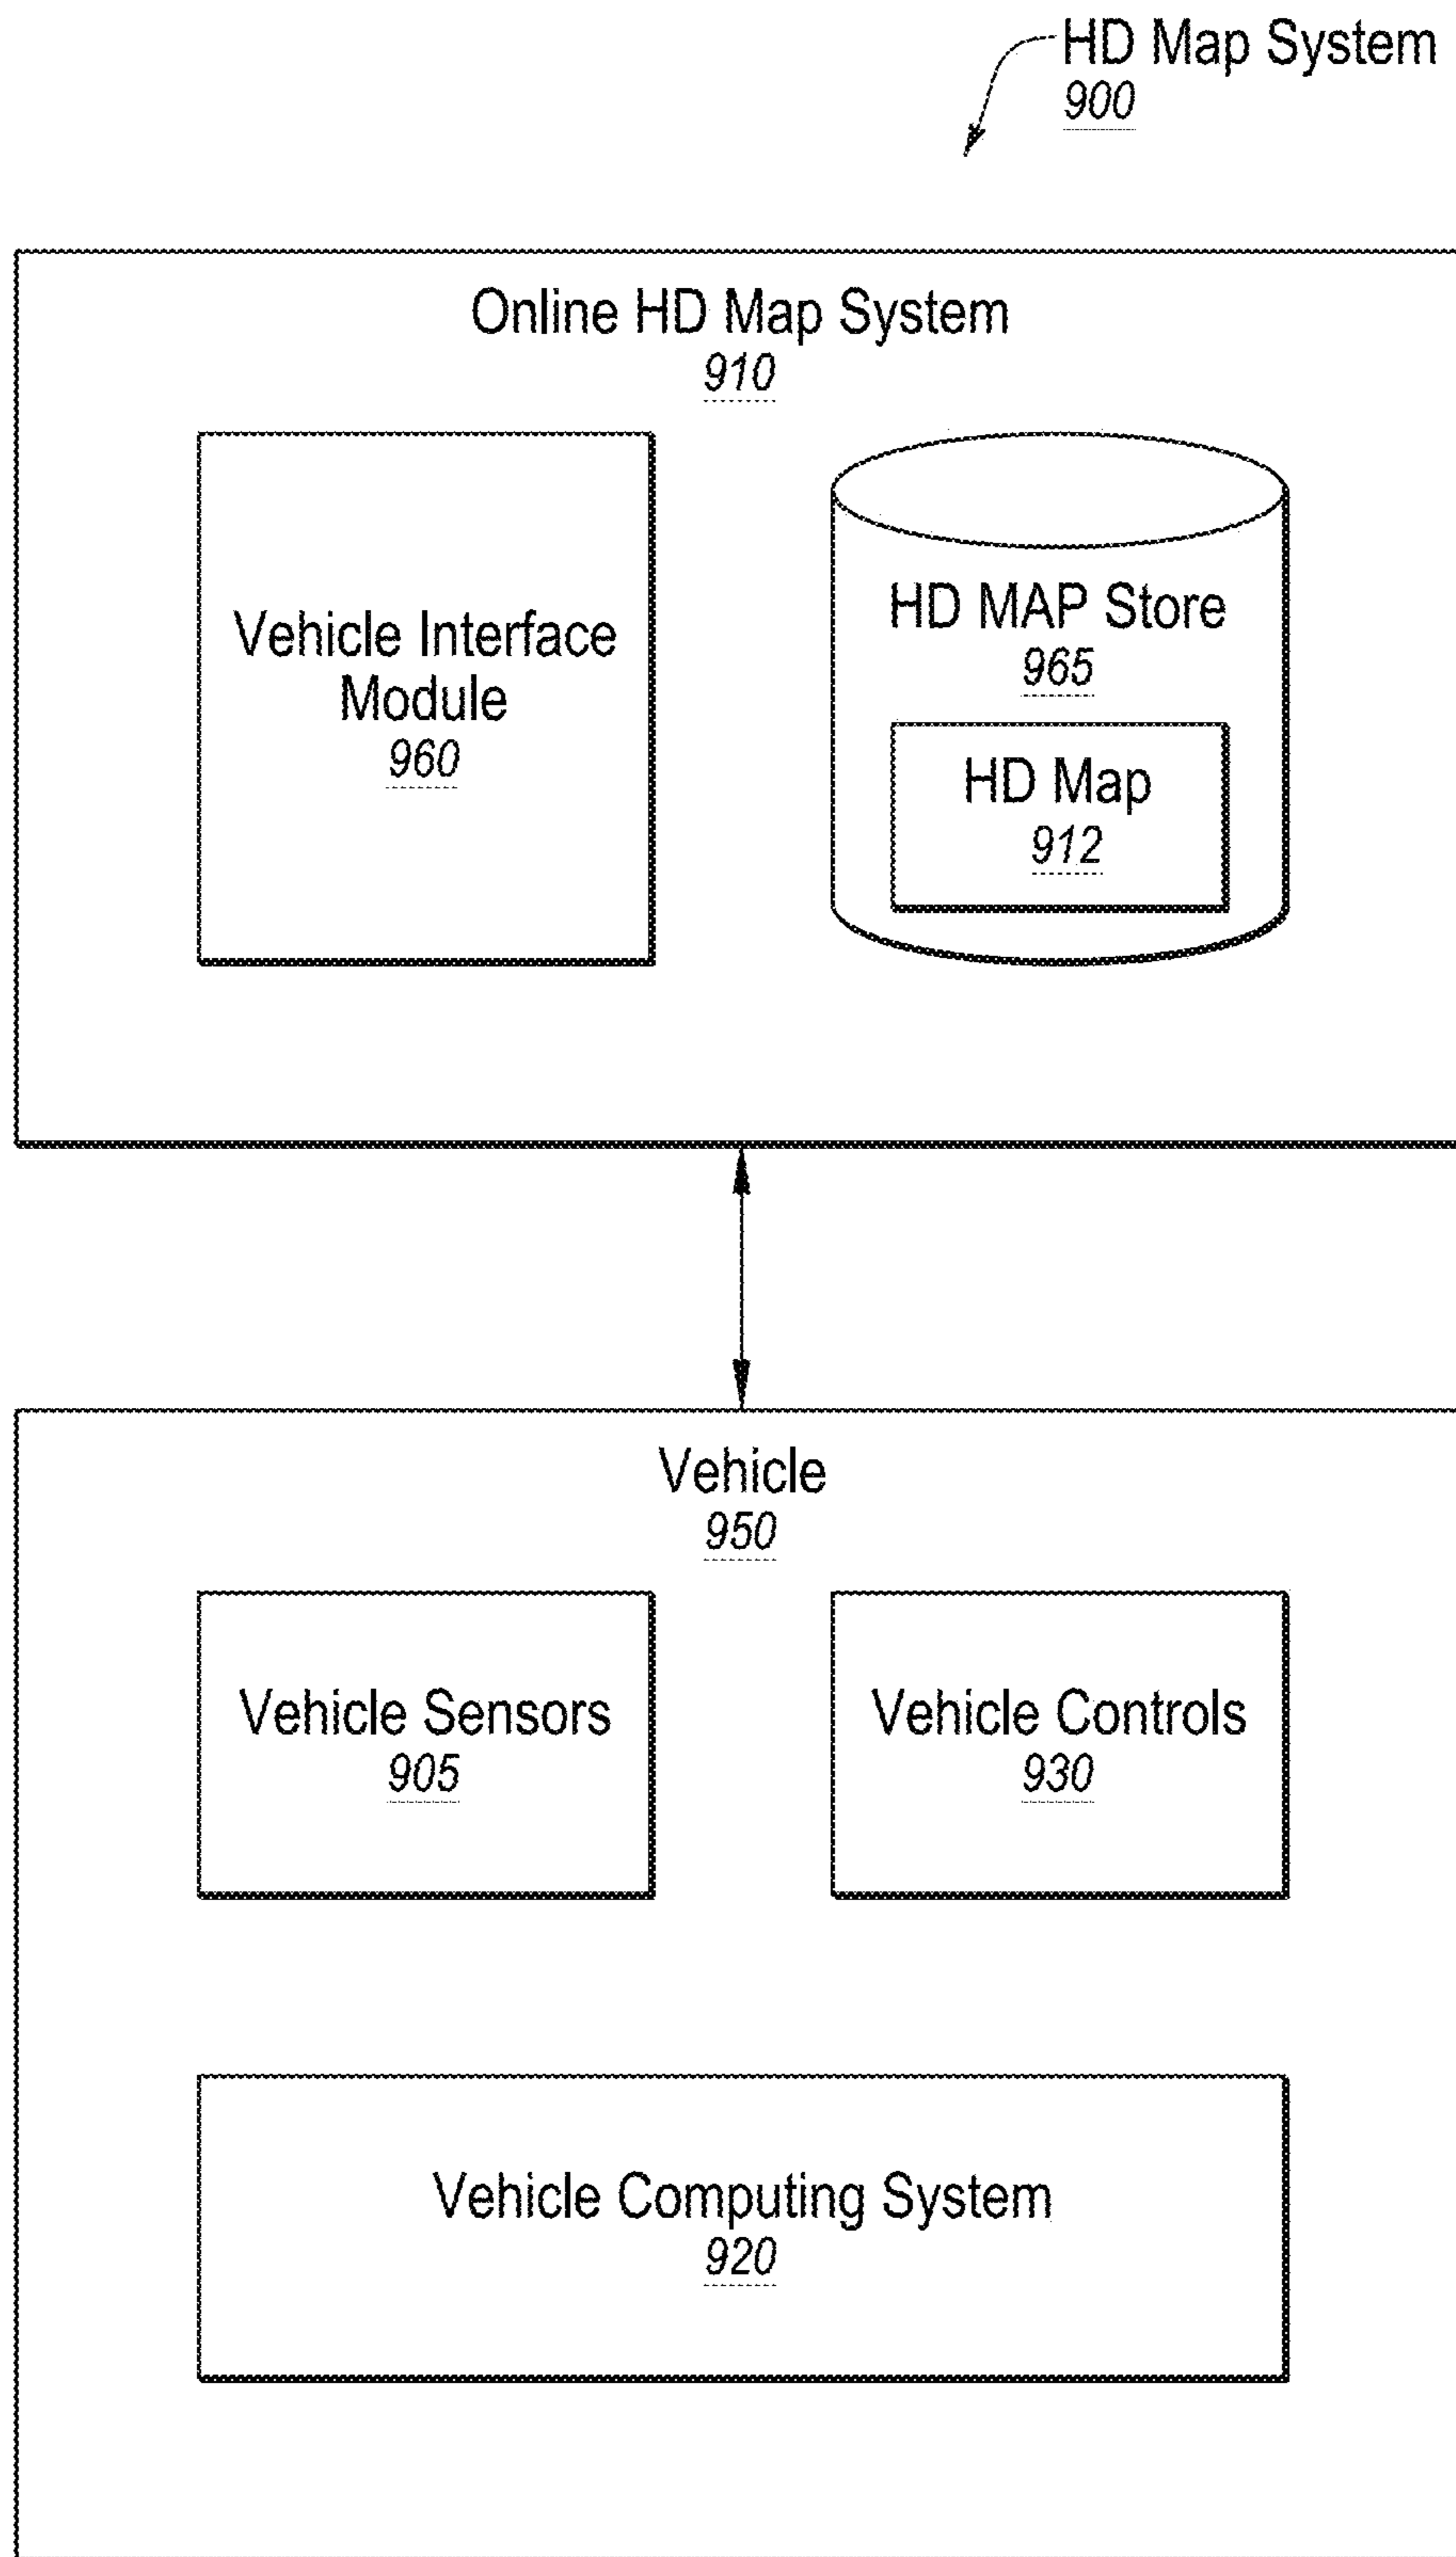 HD Map System
900
Online HD Map System
910
Vehicle Interface
Module
960
HD MAP Store
965
HD Map
912
Vehicle
950
Vehicle Sensors
905
Vehicle Controls
930
Vehicle Computing System
920